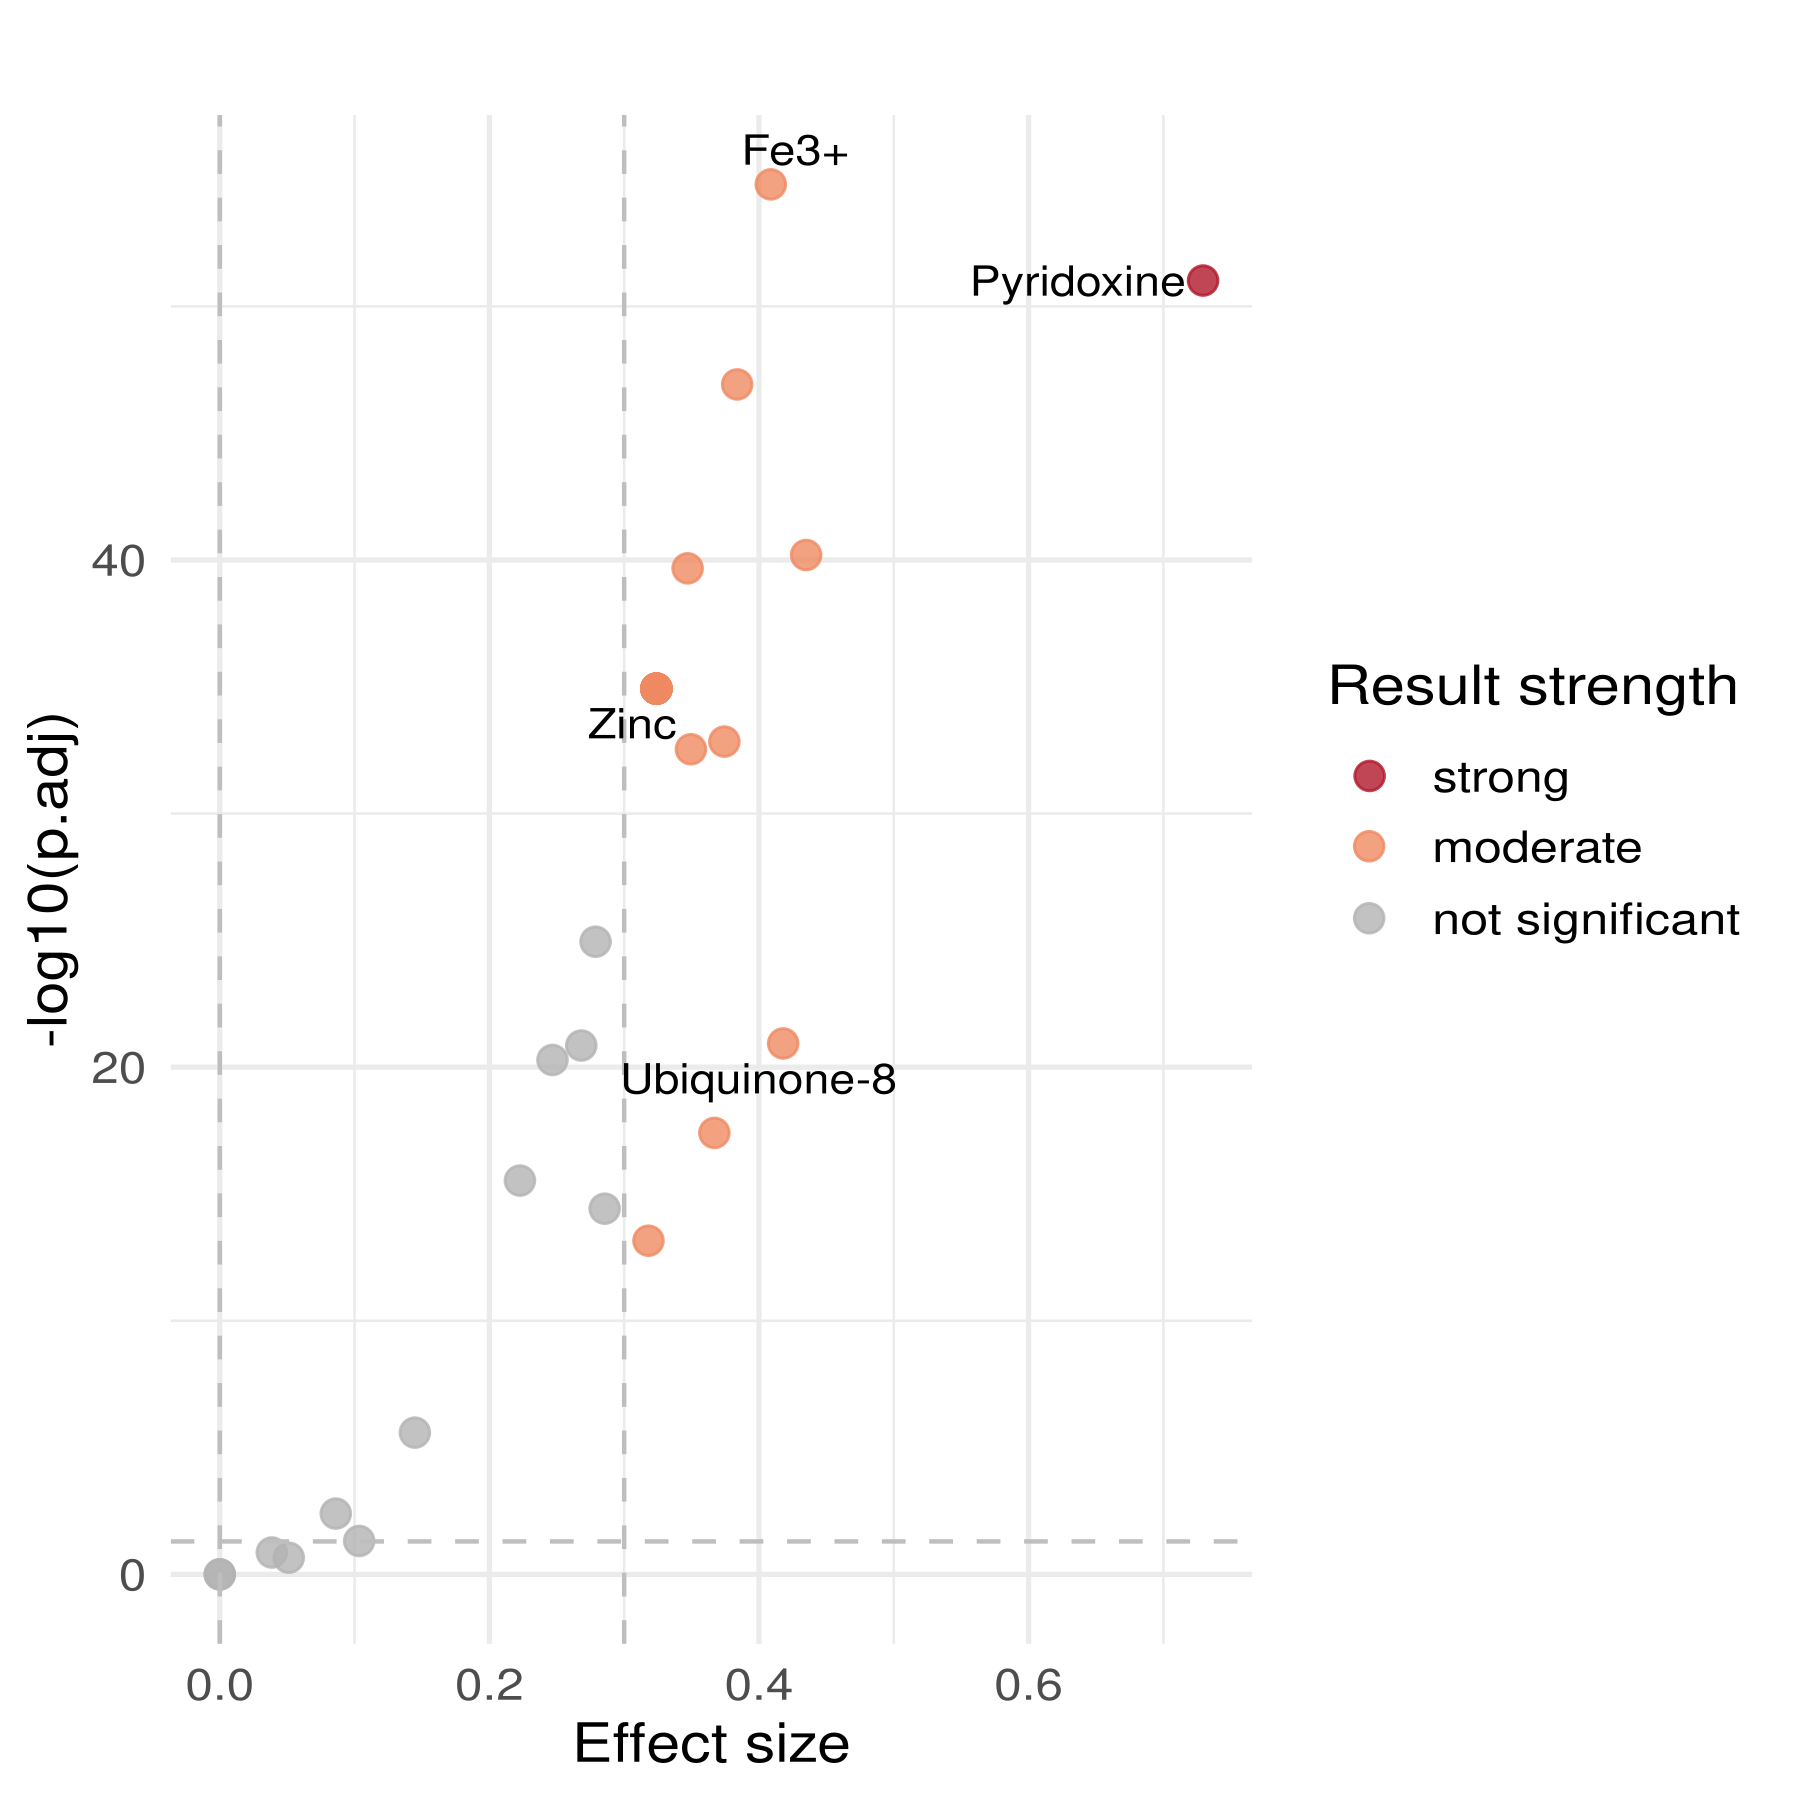 Fe3+
Pyridoxine
40
Zinc
Result strength
strong
moderate
not significant
-log10(p.adj)
20
Ubiquinone-8
0
0.0 0.2 0.4 0.6
Effect size